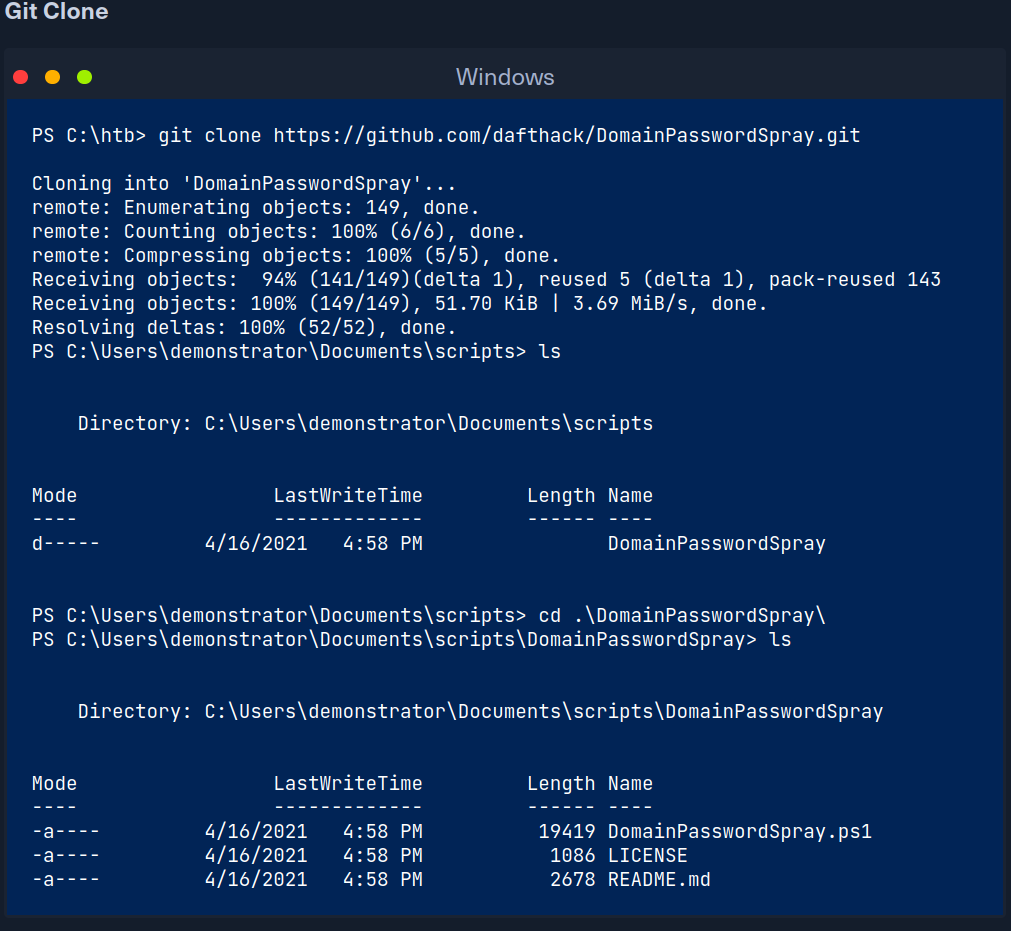 Git Clone
Windows
PS C:\htb> git clone https://github.com/dafthack/DomainPasswordSpray.git
Cloning into 'DomainPasswordSpray'...
remote: Enumerating objects: 149, done.
remote: Counting objects: 100% (6/6), done.
remote: Compressing objects: 100% (5/5), done.
Receiving objects:  94% (141/149)(delta 1), reused 5 (delta 1), pack-reused 143
Receiving objects: 100% (149/149), 51.70 KiB | 3.69 MiB/s, done.
Resolving deltas: 100% (52/52), done.
PS C:\Users\demonstrator\Documents\scripts> ls
    Directory: C:\Users\demonstrator\Documents\scripts
Mode                 LastWriteTime         Length Name
----                 -------------         ------ ----
d-----         4/16/2021   4:58 PM                DomainPasswordSpray
PS C:\Users\demonstrator\Documents\scripts> cd .\DomainPasswordSpray\
PS C:\Users\demonstrator\Documents\scripts\DomainPasswordSpray> ls
    Directory: C:\Users\demonstrator\Documents\scripts\DomainPasswordSpray
Mode                 LastWriteTime         Length Name
----                 -------------         ------ ----
-a----         4/16/2021   4:58 PM          19419 DomainPasswordSpray.ps1
-a----         4/16/2021   4:58 PM           1086 LICENSE
-a----         4/16/2021   4:58 PM           2678 README.md